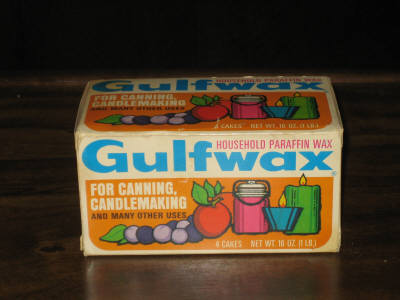 HOUSEHOLD PARAFFIN WAX
Gulfwax
FOR CANNING,
CANDLEMAKING
AND MANY OTHER USES
4 CAKES NET WT. 16 OZ. (1 LB.)
HOUSEHOLD PARAFFIN WAX
Gulfwax®
FOR CANNING,
CANDLEMAKING
AND MANY OTHER USES
4 CAKES NET WT. 16 OZ. (1 LB.)